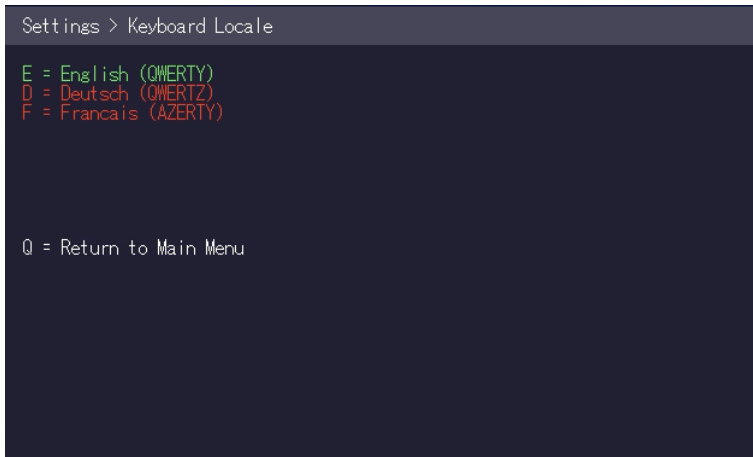 Settings > Keyboard Locale
E = English (QWERTY)
D = Deutsch (QWERTZ)
F = Francais (AZERTY)
Q = Return to Main Menu